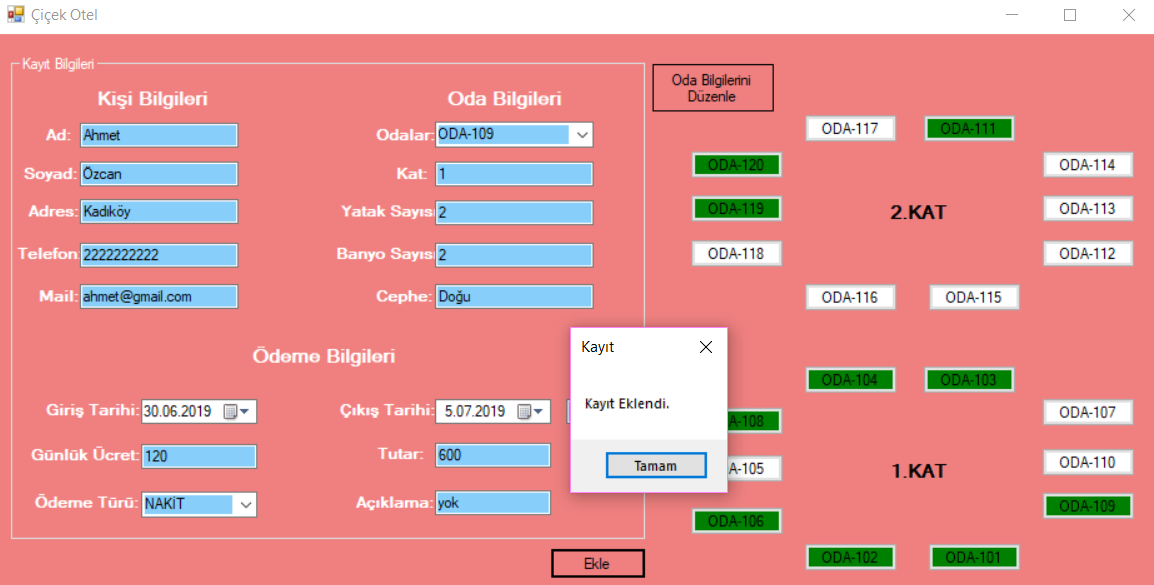 Çiçek Otel
Kayıt Bilgileri
Kişi Bilgileri
Ad: Ahmet
Soyad: Özcan
Adres: Kadıköy
Telefon: 2222222222
Mail: ahmet@gmail.com
Oda Bilgileri
Odalar: ODA-109
Kat: 1
Yatak Sayıs 2
Banyo Sayıs 2
Cephe: Doğu
Ödeme Bilgileri
Giriş Tarihi: 30.06.2019
Günlük Ücret: 120
Ödeme Türü: NAKİT
Çıkış Tarihi: 5.07.2019
Tutar: 600
Açıklama: yok
Ekle
Kayıt
Kayıt Eklendi.
Tamam
Oda Bilgilerini
Düzenle
ODA-117 ODA-111
ODA-120 ODA-114
ODA-119 2.KAT ODA-113
ODA-118 ODA-112
ODA-116 ODA-115
ODA-104 ODA-103
A-108 ODA-107
A-105 1.KAT ODA-110
ODA-106 ODA-109
ODA-102 ODA-101